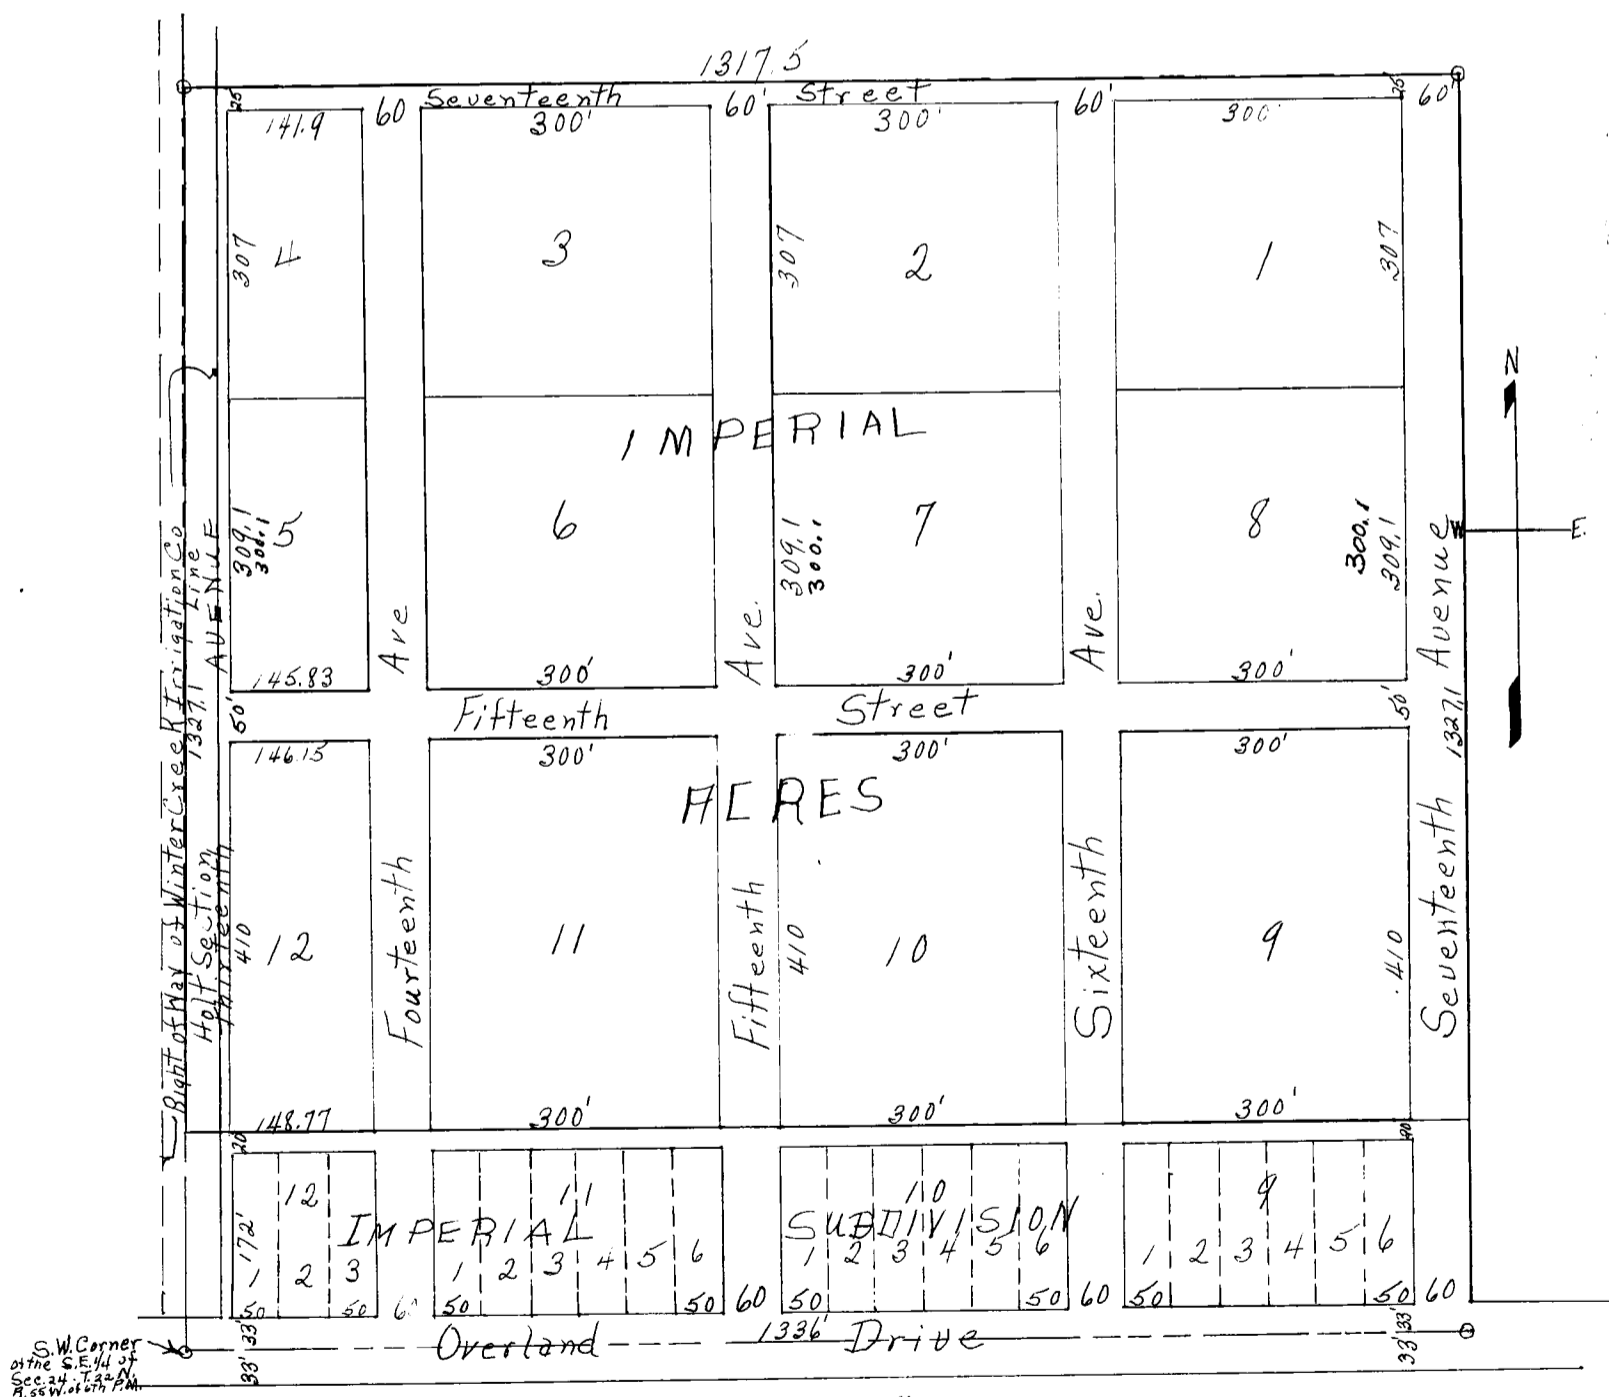 1317.5
Seventeenth Street
25 60 60' 60' 25 60'
141.9 300' 300' 300
307 4 3 307 2 1 307
N
IMPERIAL
W E.
309.1 300.1 5 6 309.1 300.1 7 8 300.1 309.1
Ave Ave. Ave. Avenue
145.83 300' 300' 300'
50' Fifteenth Street 50'
146.15 300' 300' 300'
ACRES
Right of Way of Winter Creek Irrigation Co
Half Section Line
1327.1
Thirteenth AVENUE
Fourteenth
Fifteenth
Sixteenth
Seventeenth
1327.1
410 12 11 410 10 9 410
148.77 300' 300' 300'
20 20
12 11 10 9
IMPERIAL SUBDIVISION
172'
1 2 3 1 2 3 4 5 6 1 2 3 4 5 6 1 2 3 4 5 6
50 50 50 50 60 50 50 60 50 50 60
33' Overland 1336' Drive 33'
33' 33'
S.W. Corner
of the S.E. 1/4 of
Sec. 24. T. 22 N.
R. 55 W. of 6th P.M.